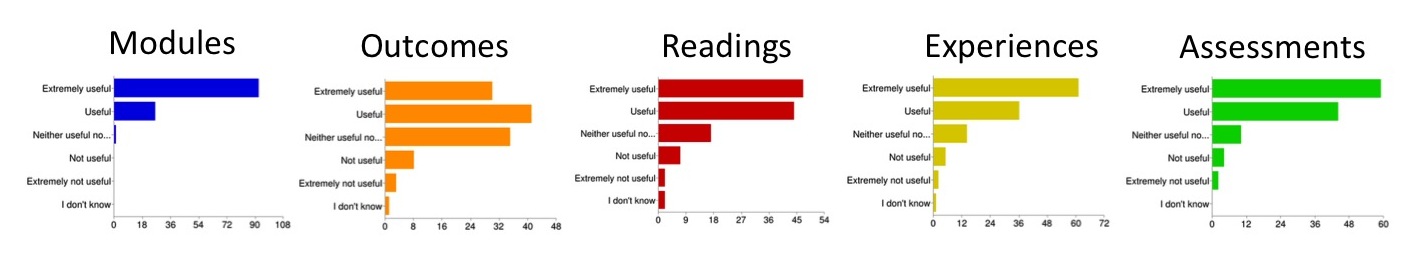 Modules
Extremely useful
Useful
Neither useful no...
Not useful
Extremely not useful
I don't know
0 18 36 54 72 90 108
Outcomes
Extremely useful
Useful
Neither useful no...
Not useful
Extremely not useful
I don't know
0 8 16 24 32 40 48
Readings
Extremely useful
Useful
Neither useful no...
Not useful
Extremely not useful
I don't know
0 9 18 27 37 45 54
Experiences
Extremely useful
Useful
Neither useful no...
Not useful
Extremely not useful
I don't know
0 12 24 36 48 60 72
Assessments
Extremely useful
Useful
Neither useful no...
Not useful
Extremely not useful
I don't know
0 12 24 36 48 60